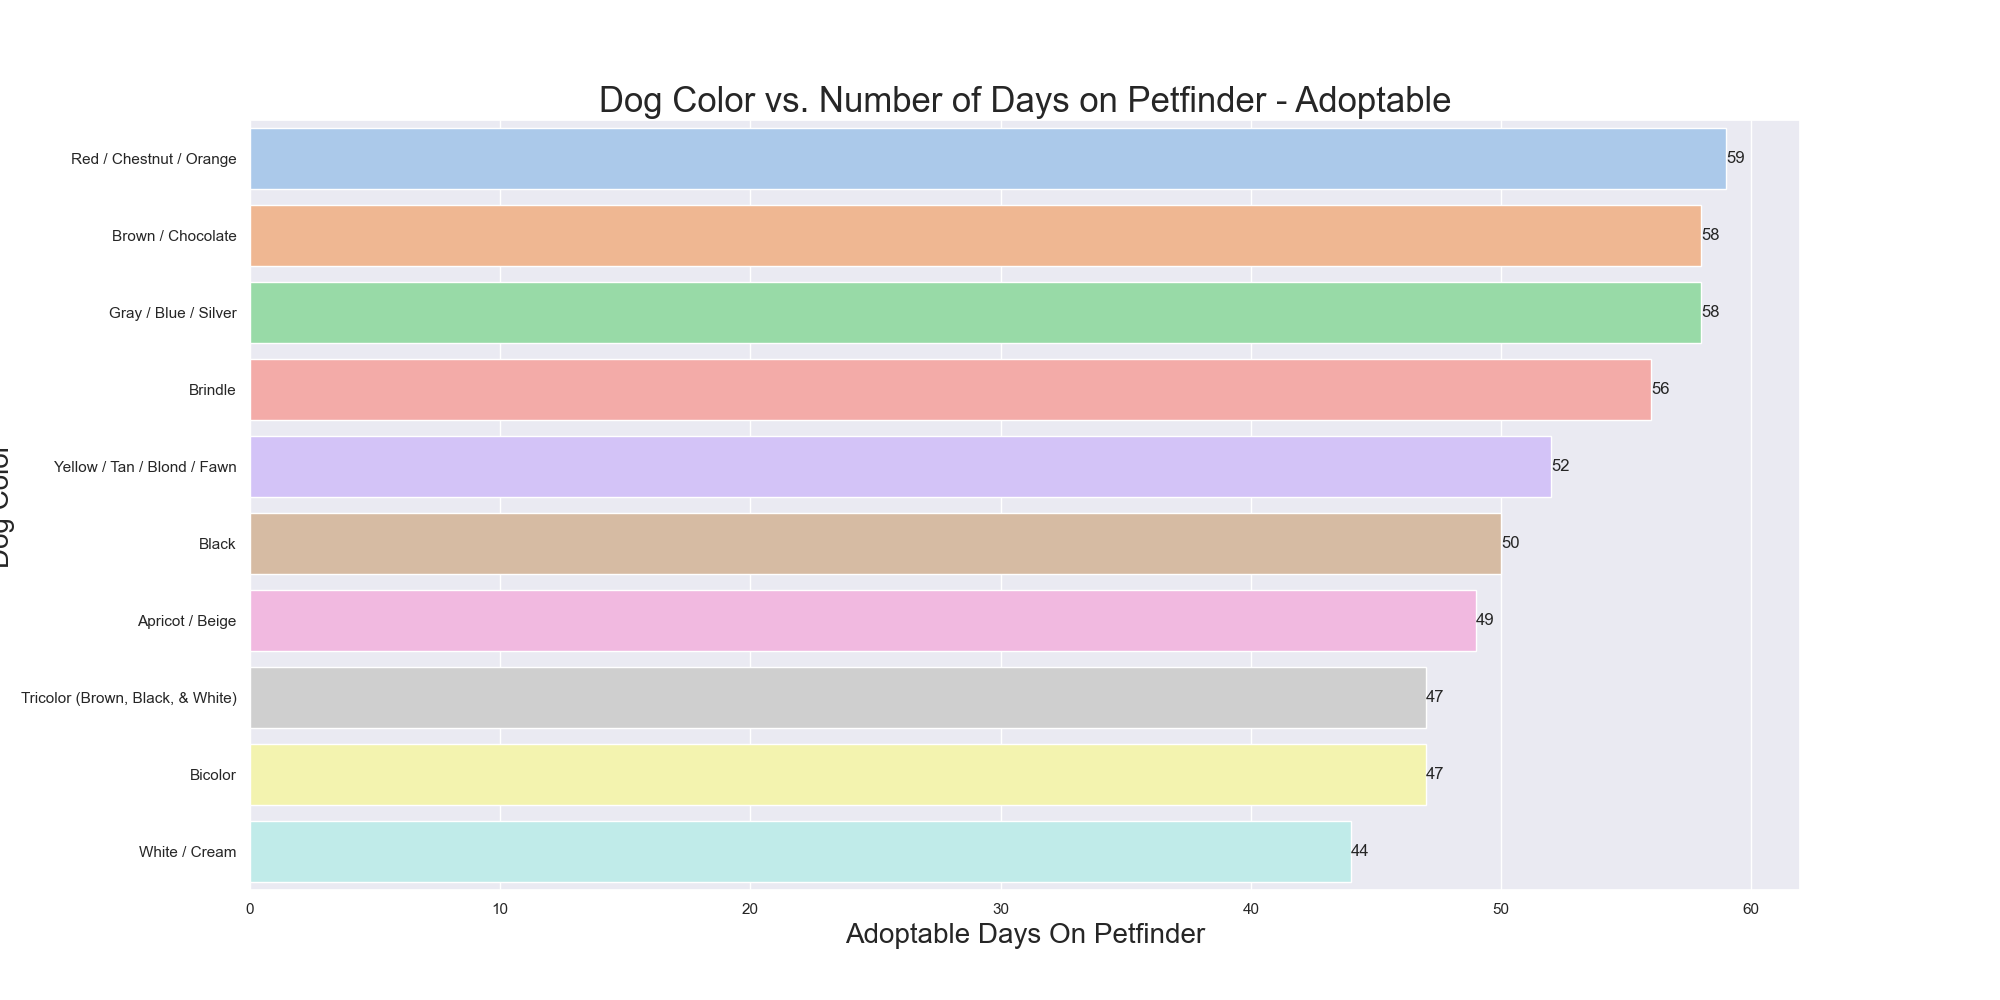 Dog Color vs. Number of Days on Petfinder - Adoptable
Red / Chestnut / Orange
59
Brown / Chocolate
58
Gray / Blue / Silver
58
Brindle
56
Yellow / Tan / Blond / Fawn
52
Black
50
Apricot / Beige
49
Tricolor (Brown, Black, & White)
47
Bicolor
47
White / Cream
44
Dog Color
0 10 20 30 40 50 60
Adoptable Days On Petfinder